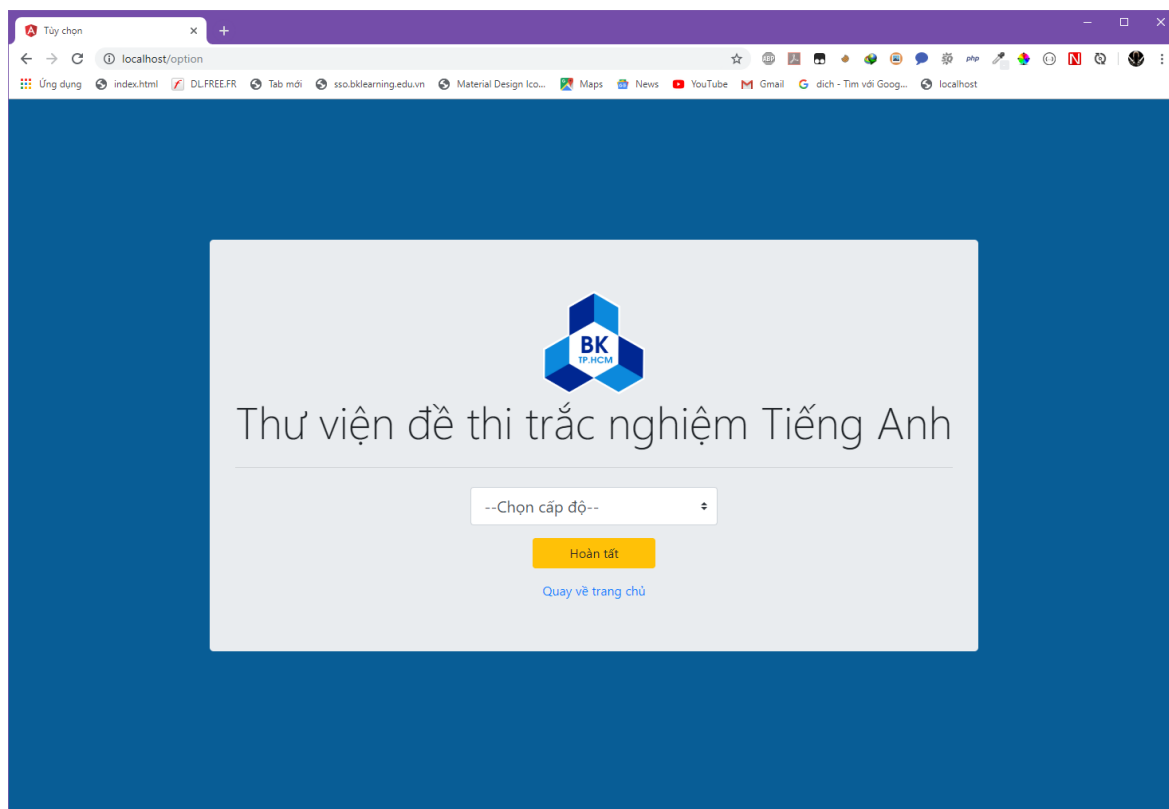 Tùy chọn
localhost/option
ABP
php
N
Ứng dụng index.html DL.FREE.FR Tab mới sso.bklearning.edu.vn Material Design Ico... Maps News YouTube Gmail dich - Tìm với Goog... localhost
BK
TP.HCM
Thư viện đề thi trắc nghiệm Tiếng Anh
--Chọn cấp độ--
Hoàn tất
Quay về trang chủ